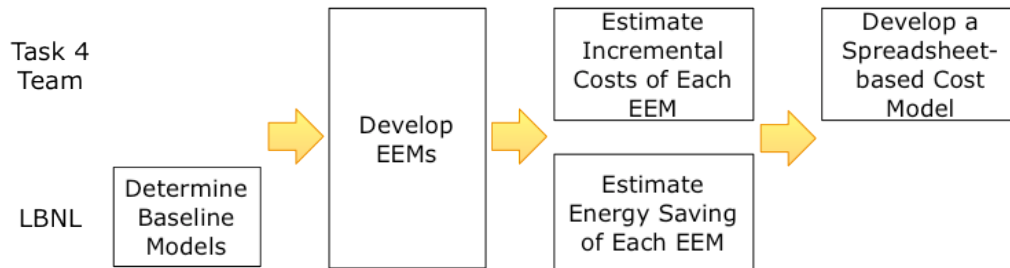 Task 4
Team
LBNL
Determine
Baseline
Models
Develop
EEMs
Estimate
Incremental
Costs of Each
EEM
Estimate
Energy Saving
of Each EEM
Develop a
Spreadsheet-
based Cost
Model